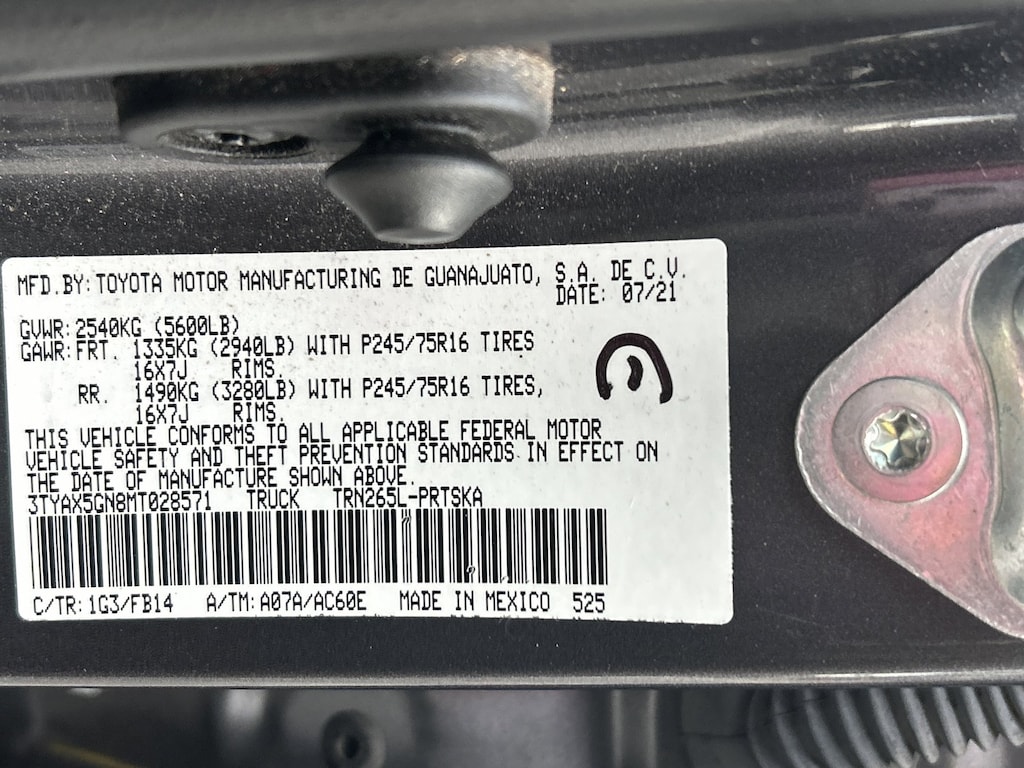 MFD.BY:TOYOTA MOTOR MANUFACTURING DE GUANAJUATO, S.A. DE C.V.
DATE: 07/21
GVWR:2540KG (5600LB)
GAWR:FRT. 1335KG (2940LB) WITH P245/75R16 TIRES
16X7J RIMS.
RR. 1490KG (3280LB) WITH P245/75R16 TIRES,
16X7J RIMS.
THIS VEHICLE CONFORMS TO ALL APPLICABLE FEDERAL MOTOR
VEHICLE SAFETY AND THEFT PREVENTION STANDARDS IN EFFECT ON
THE DATE OF MANUFACTURE SHOWN ABOVE.
3TYAX5GN8MT028571 TRUCK TRN265L-PRTSKA
C/TR:1G3/FB14 A/TM:A07A/AC60E MADE IN MEXICO 525